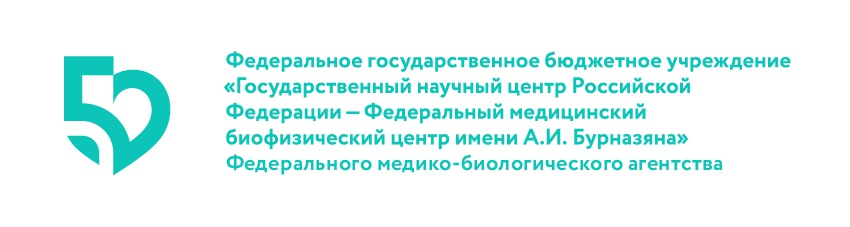 Федеральное государственное бюджетное учреждение
«Государственный научный центр Российской
Федерации — Федеральный медицинский
биофизический центр имени А.И. Бурназяна»
Федерального медико-биологического агентства